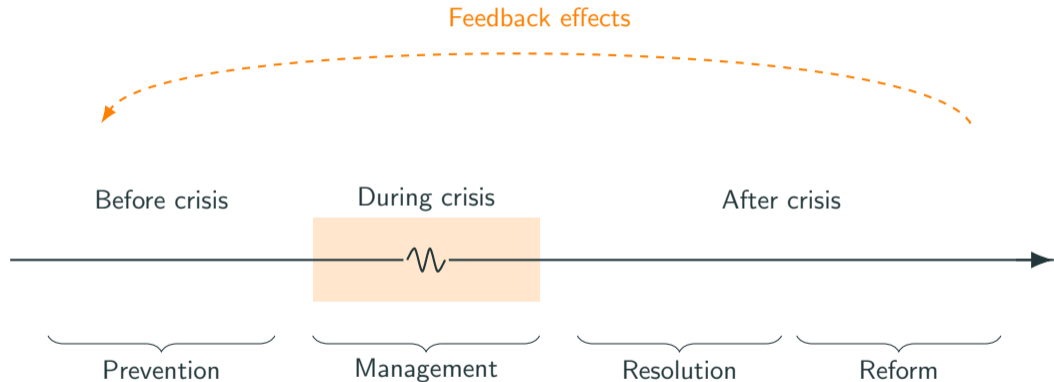 Feedback effects
Before crisis
During crisis
After crisis
Prevention
Management
Resolution
Reform